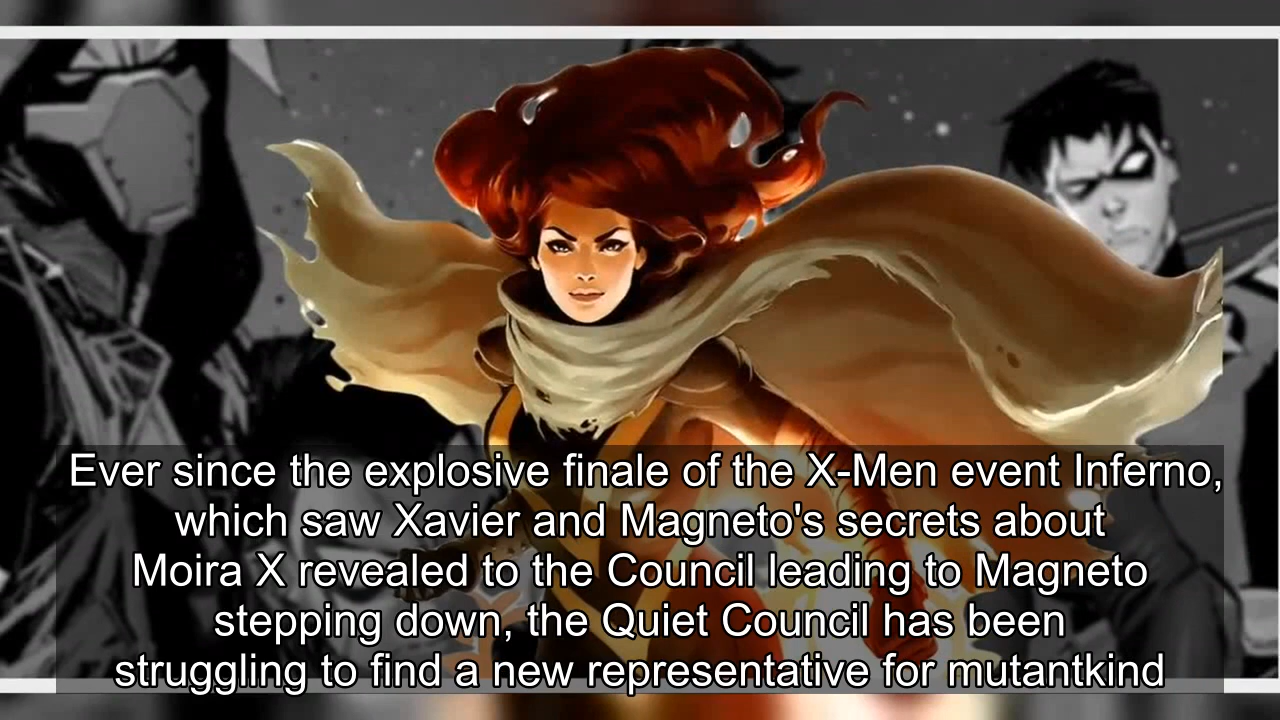 Ever since the explosive finale of the X-Men event Inferno,
which saw Xavier and Magneto's secrets about
Moira X revealed to the Council leading to Magneto
stepping down, the Quiet Council has been
struggling to find a new representative for mutantkind